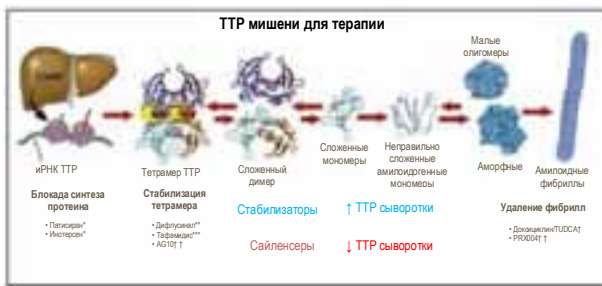 ТТР мишени для терапии
Малые
олигомеры
иРНК ТТР
Тетрамер ТТР
Сложенный
димер
Сложенные
мономеры
Неправильно
сложенные
амилоидогенные
мономеры
Аморфные
Амилоидные
фибриллы
Блокада синтеза
протеина
• Патисиран*
• Инотерсен*
Стабилизация
тетрамера
• Дифлусинал**
• Тафамидис***
• AG10† †
Стабилизаторы ↑ ТТР сыворотки
Сайленсеры ↓ ТТР сыворотки
Удаление фибрилл
• Доксициклин/TUDCA†
• PRX004† †